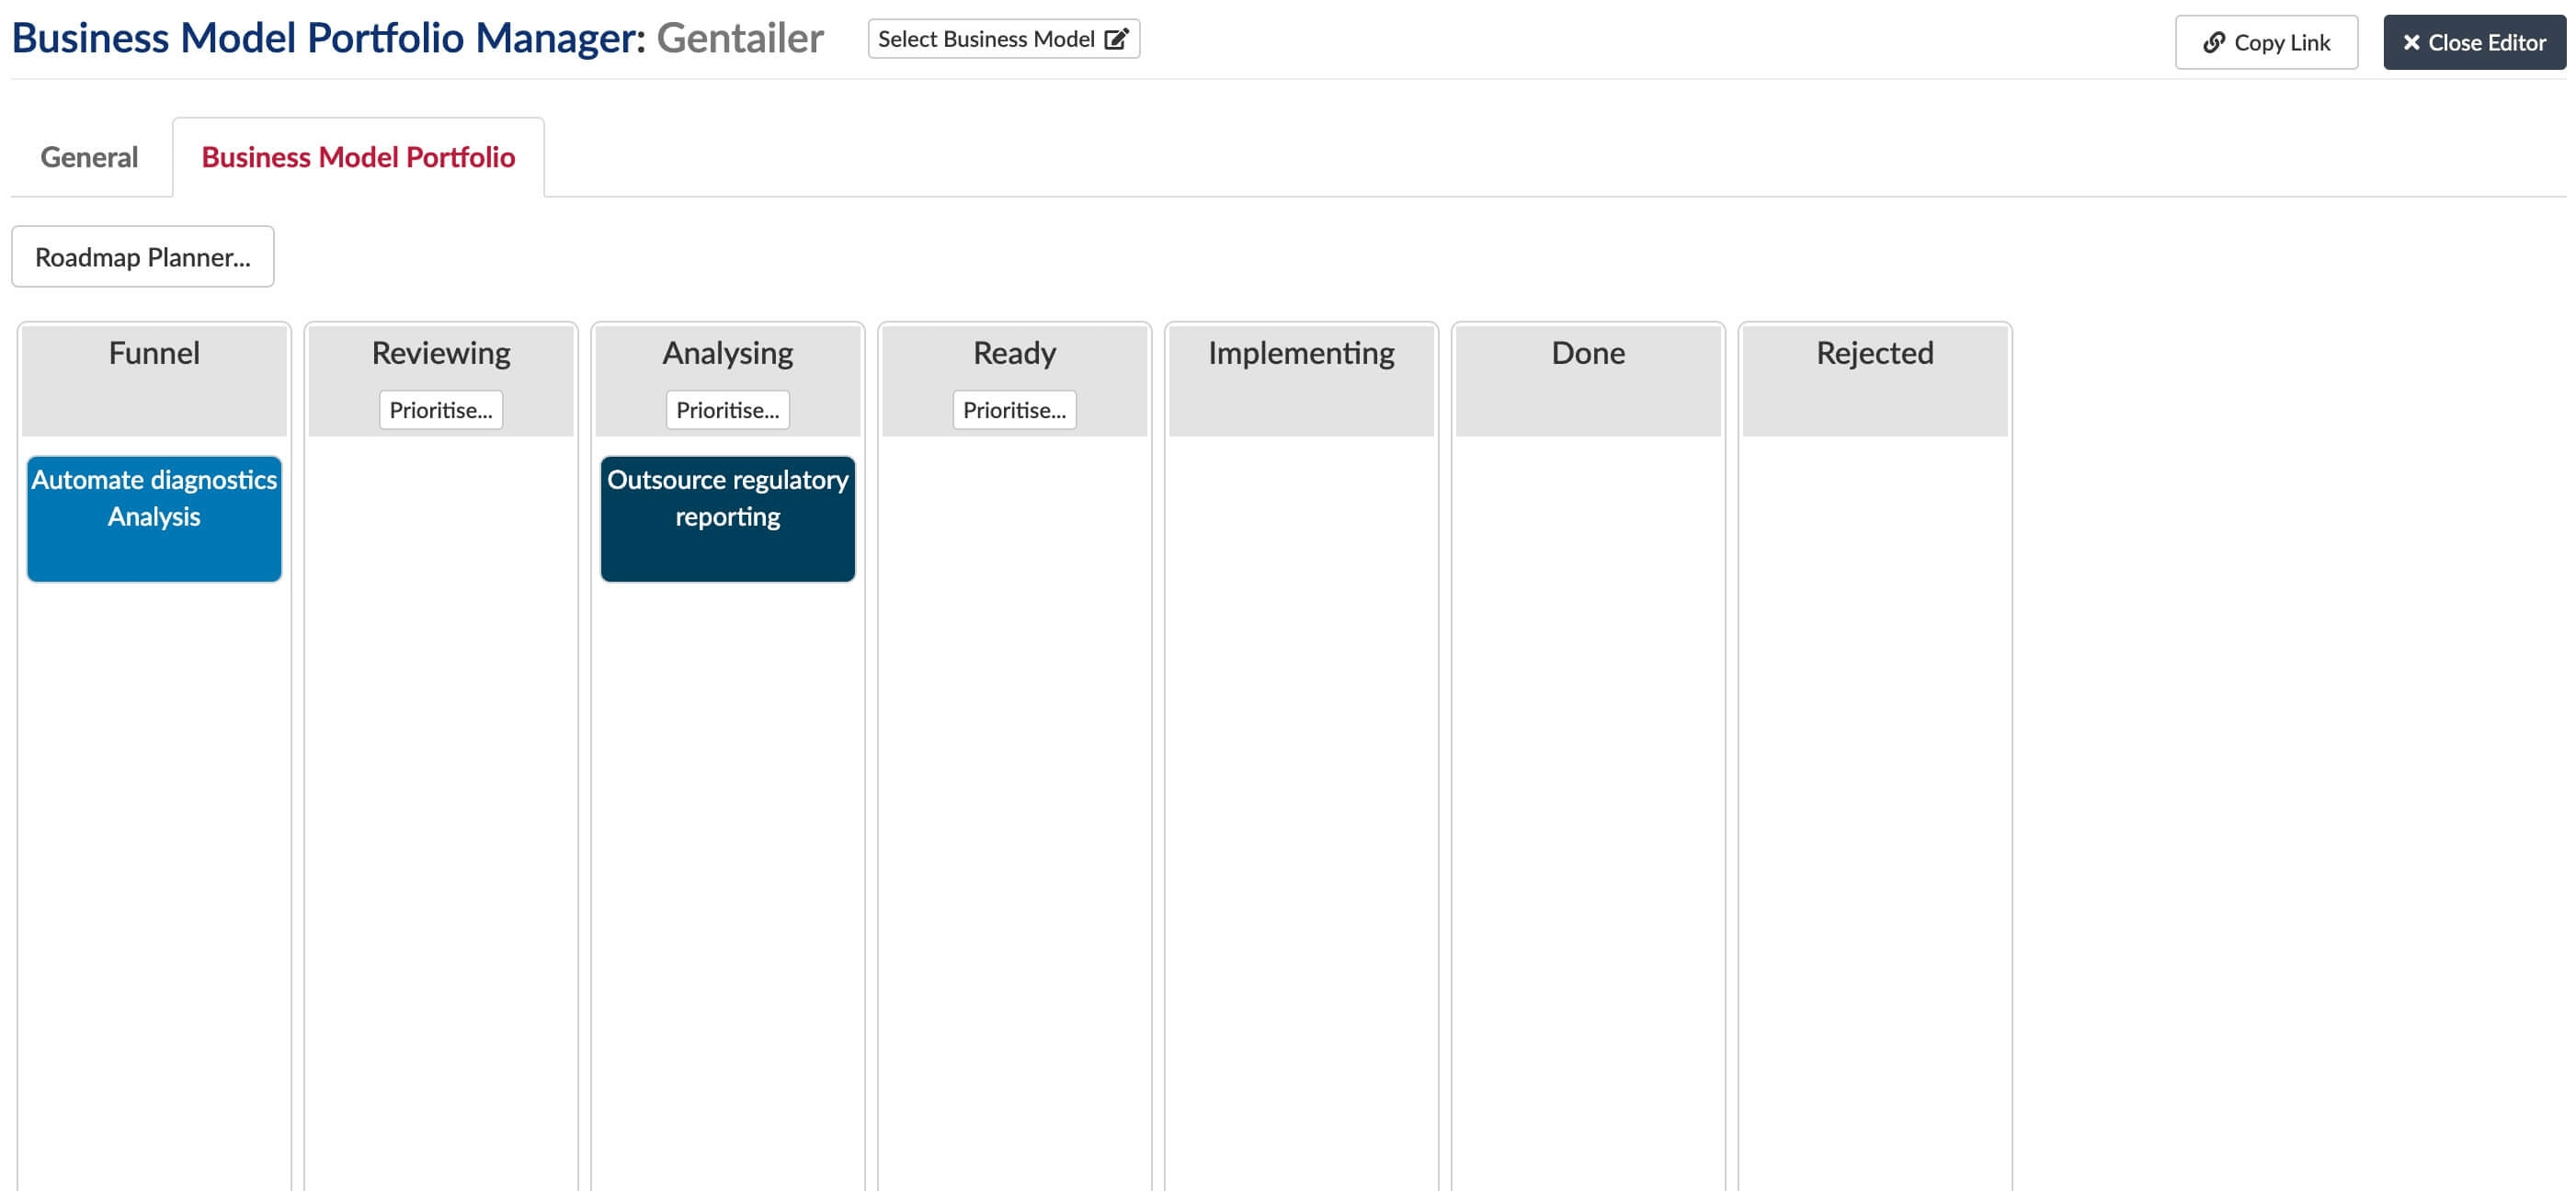 Business Model Portfolio Manager: Gentailer
Select Business Model
Copy Link
Close Editor
General
Business Model Portfolio
Roadmap Planner...
Funnel
Reviewing
Prioritise...
Analysing
Prioritise...
Ready
Prioritise...
Implementing
Done
Rejected
Automate diagnostics
Analysis
Outsource regulatory
reporting